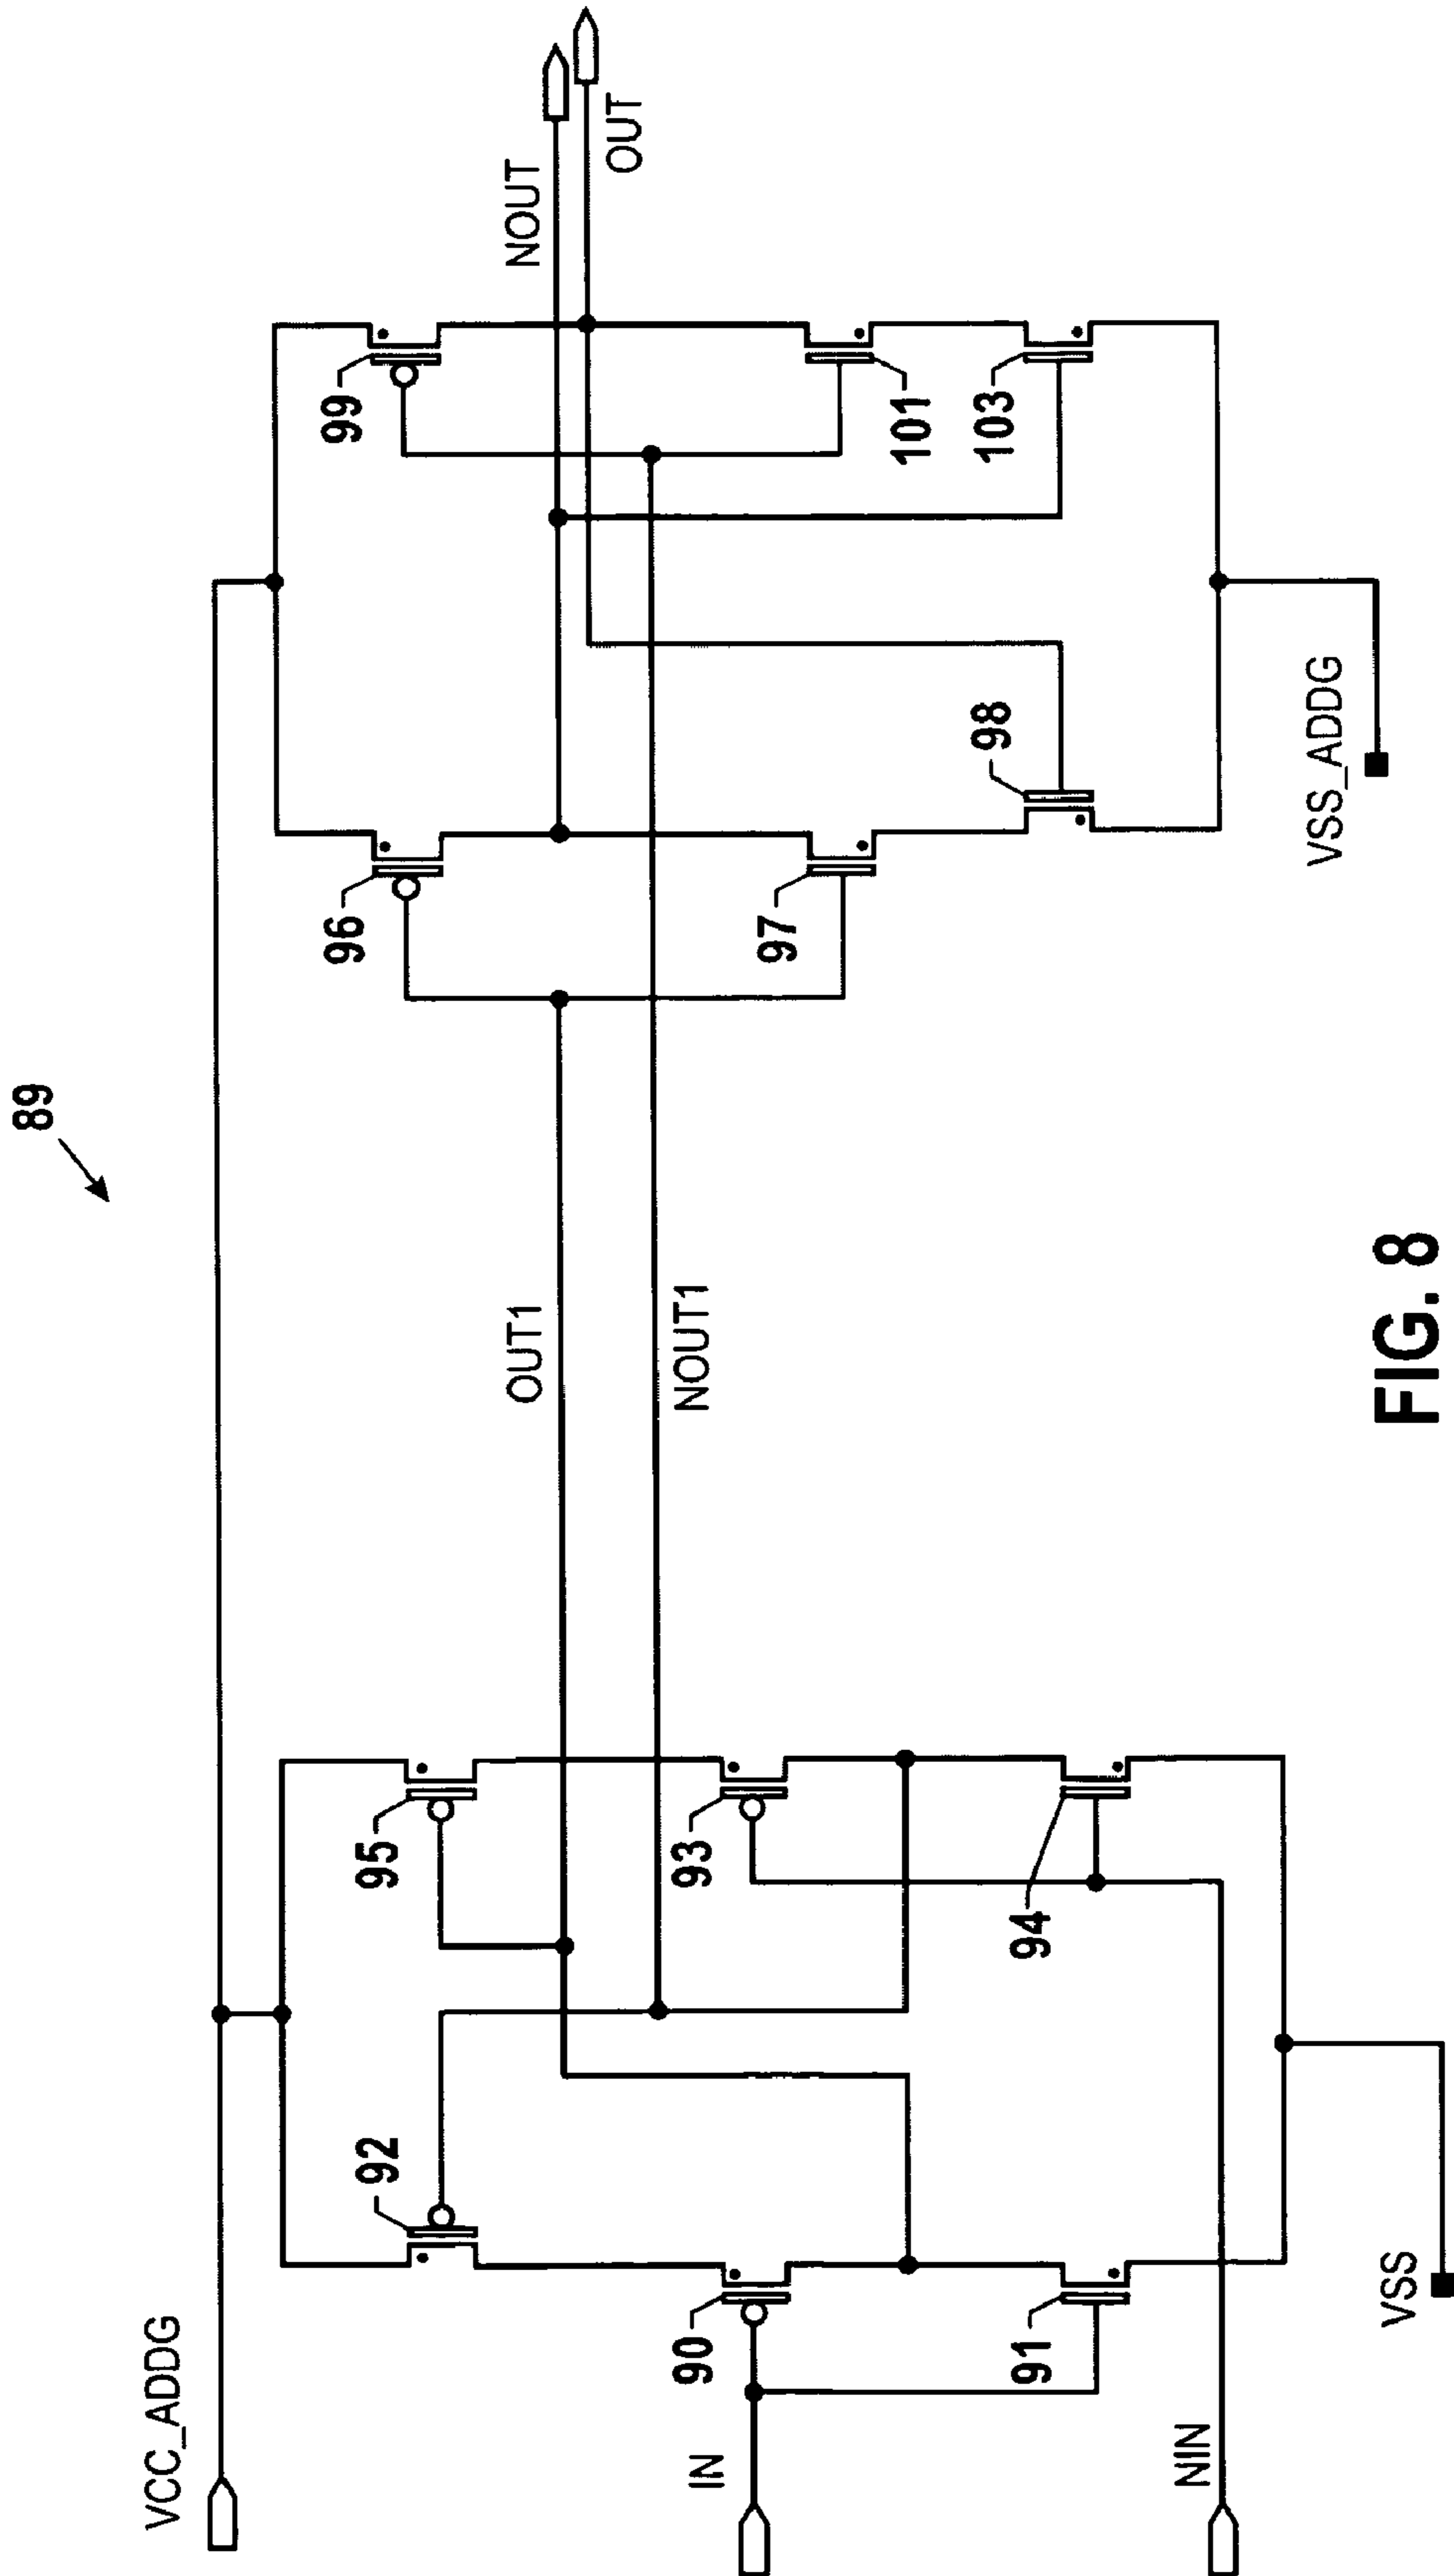 89
VCC_ADDG
NOUT
OUT
92
95
96
99
OUT1
NOUT1
IN
90
93
97
98
101
103
91
94
NIN
VSS
VSS_ADDG
FIG. 8